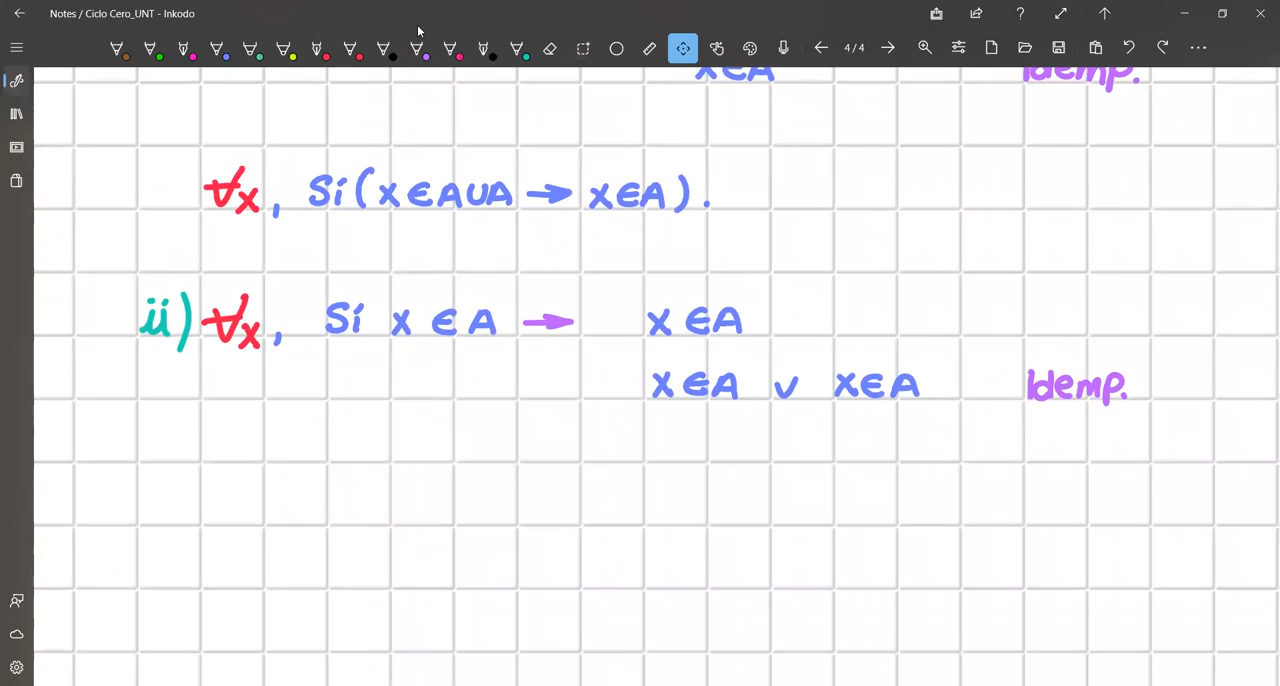 Notes / Ciclo Cero_UNT - Inkodo
4/4
x∈A Idemp.
∀x, Si (x∈A∪A → x∈A).
ii) ∀x, Si x∈A → x∈A
x∈A ∨ x∈A Idemp.